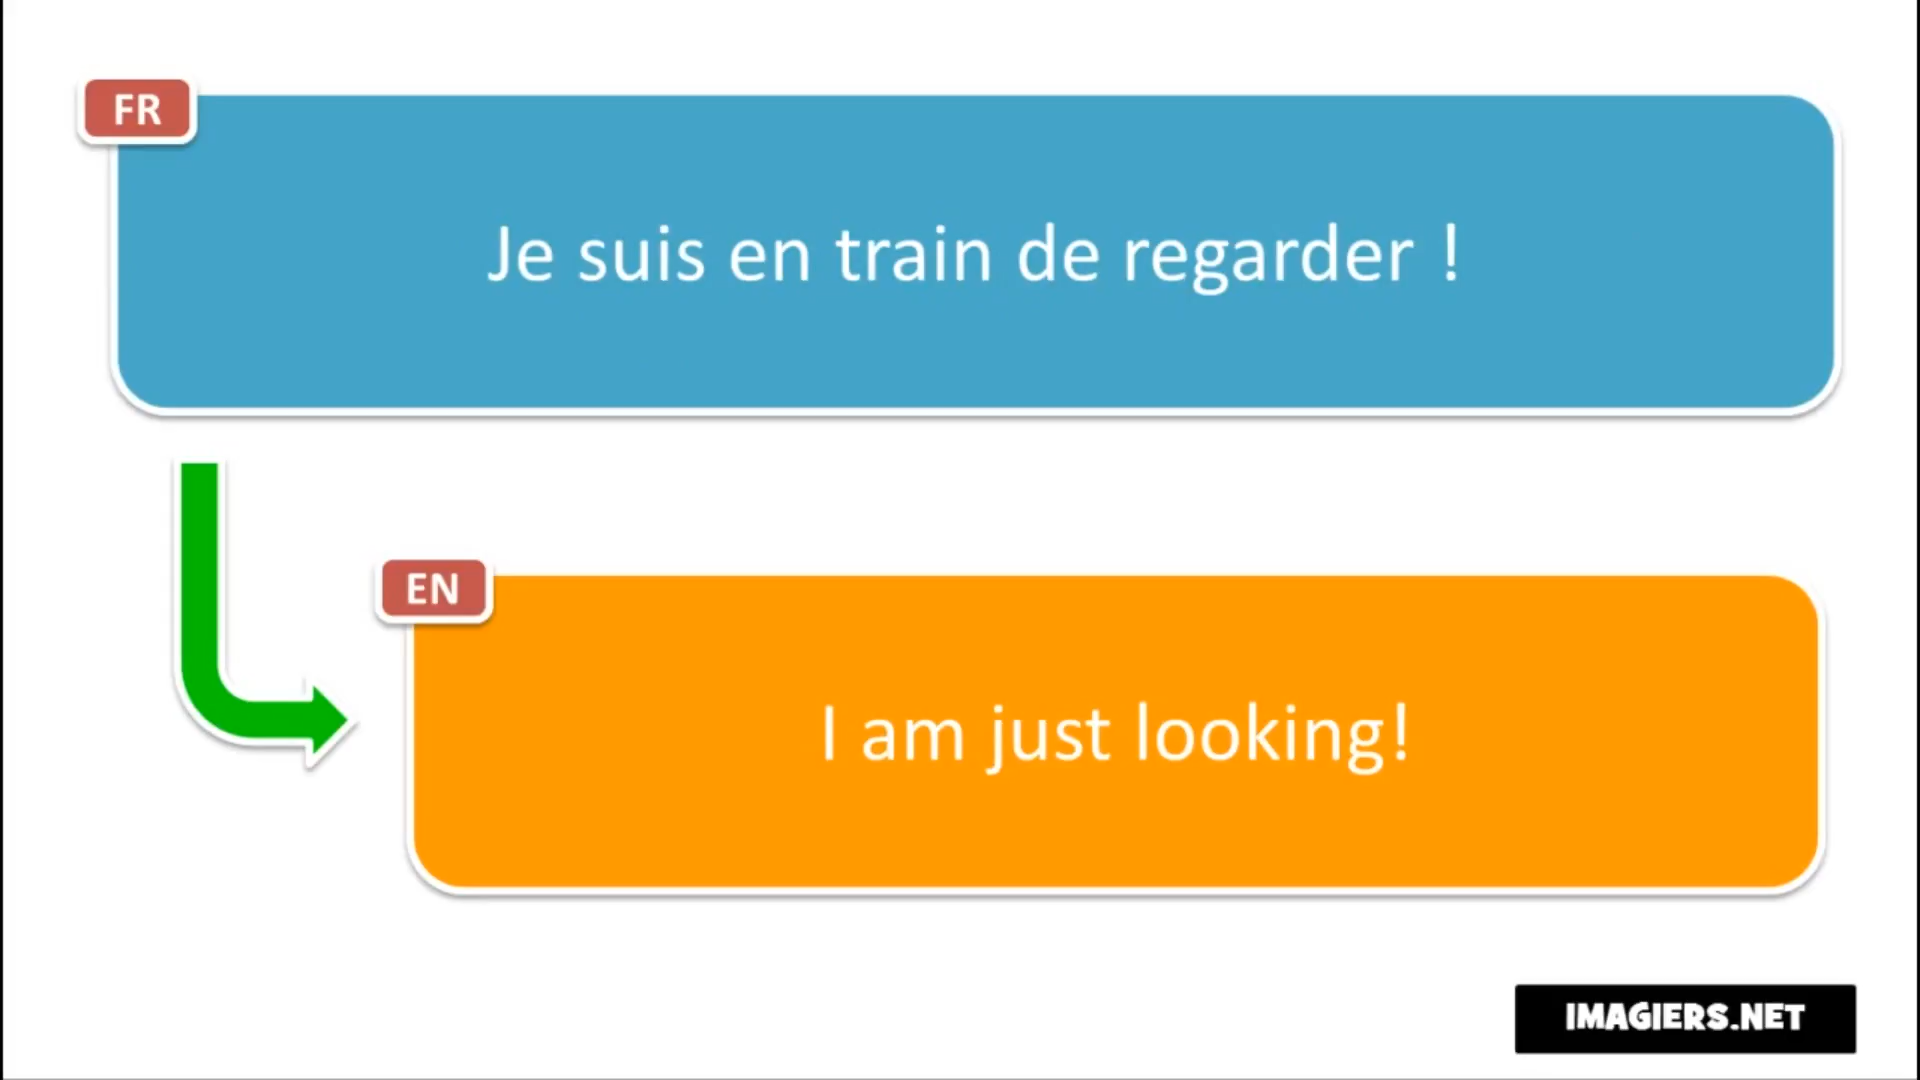 FR
Je suis en train de regarder !
EN
I am just looking!
IMAGIERS.NET